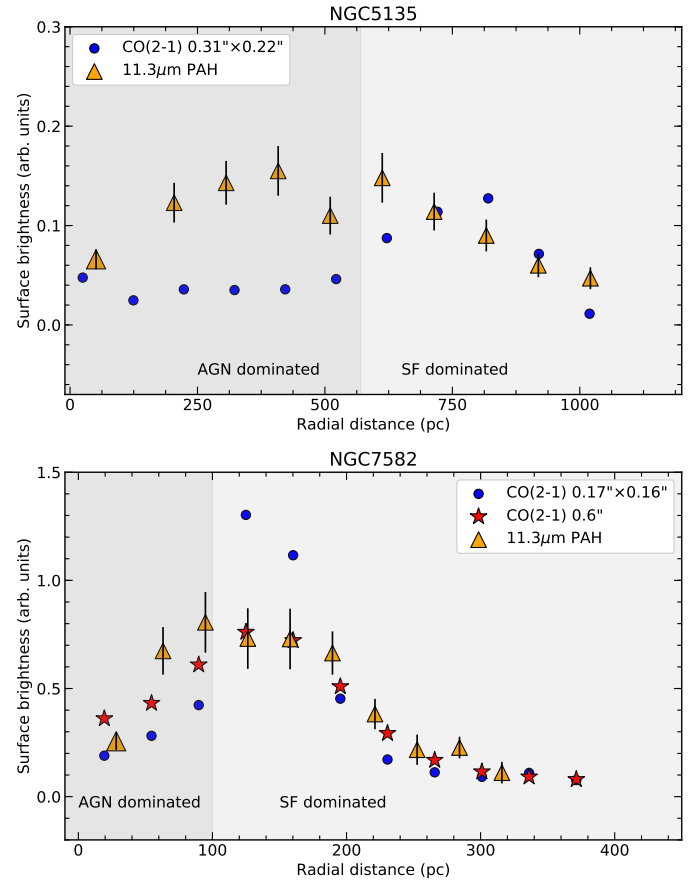 NGC5135
0.3
0.2
0.1
0.0
Surface brightness (arb. units)
CO(2-1) 0.31"×0.22"
11.3μm PAH
AGN dominated
SF dominated
0
250
500
750
1000
Radial distance (pc)
NGC7582
1.5
1.0
0.5
0.0
Surface brightness (arb. units)
CO(2-1) 0.17"×0.16"
CO(2-1) 0.6"
11.3μm PAH
AGN dominated
SF dominated
0
100
200
300
400
Radial distance (pc)